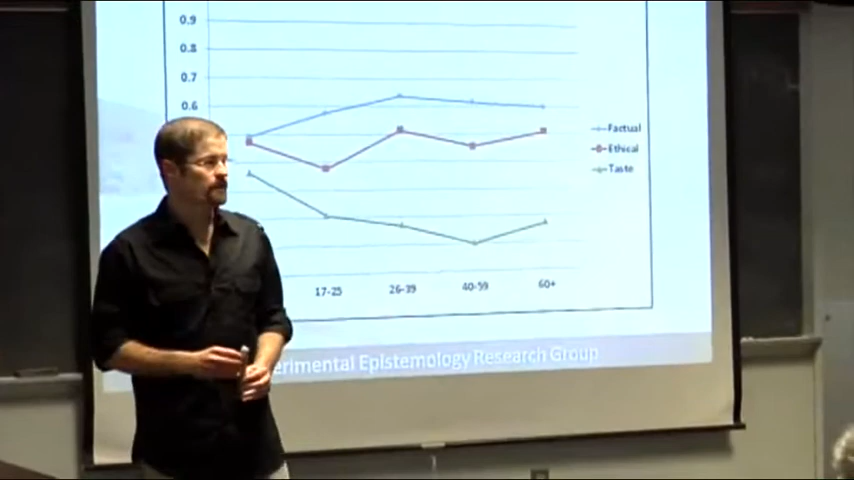 0.9
0.8
0.7
0.6
Factual
Ethical
Taste
17-25
26-39
40-59
60+
erimental Epistemology Research Group